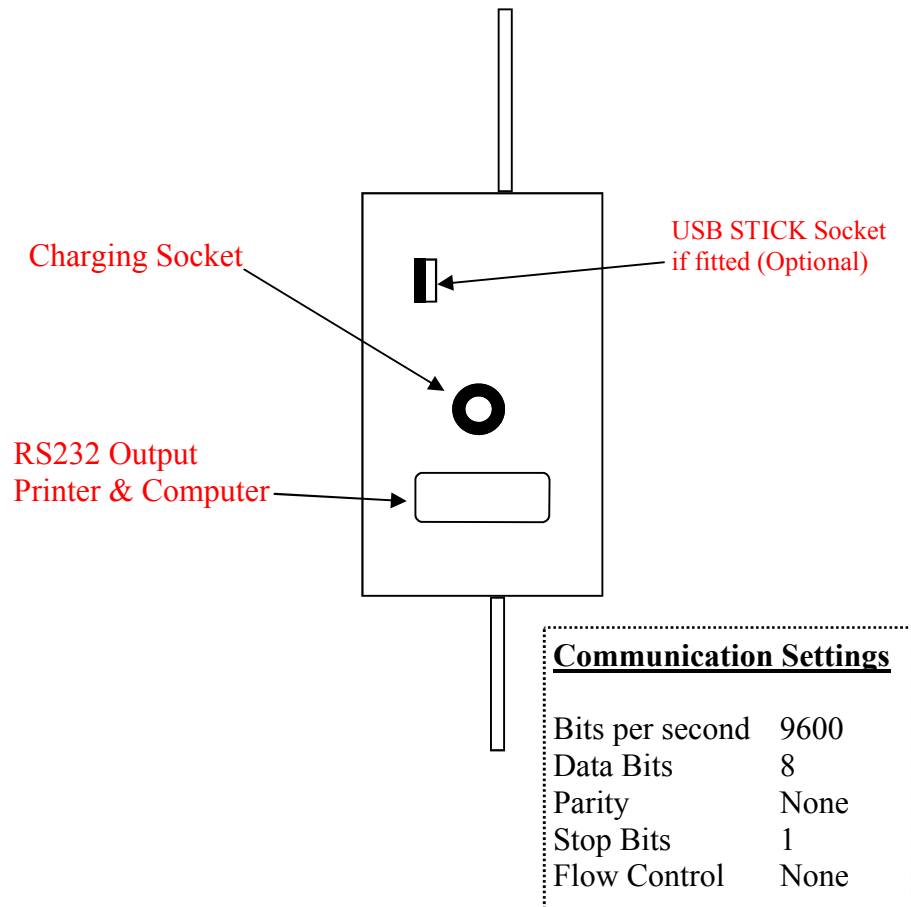 Charging Socket
USB STICK Socket
if fitted (Optional)
RS232 Output
Printer & Computer
Communication Settings
Bits per second 9600
Data Bits 8
Parity None
Stop Bits 1
Flow Control None